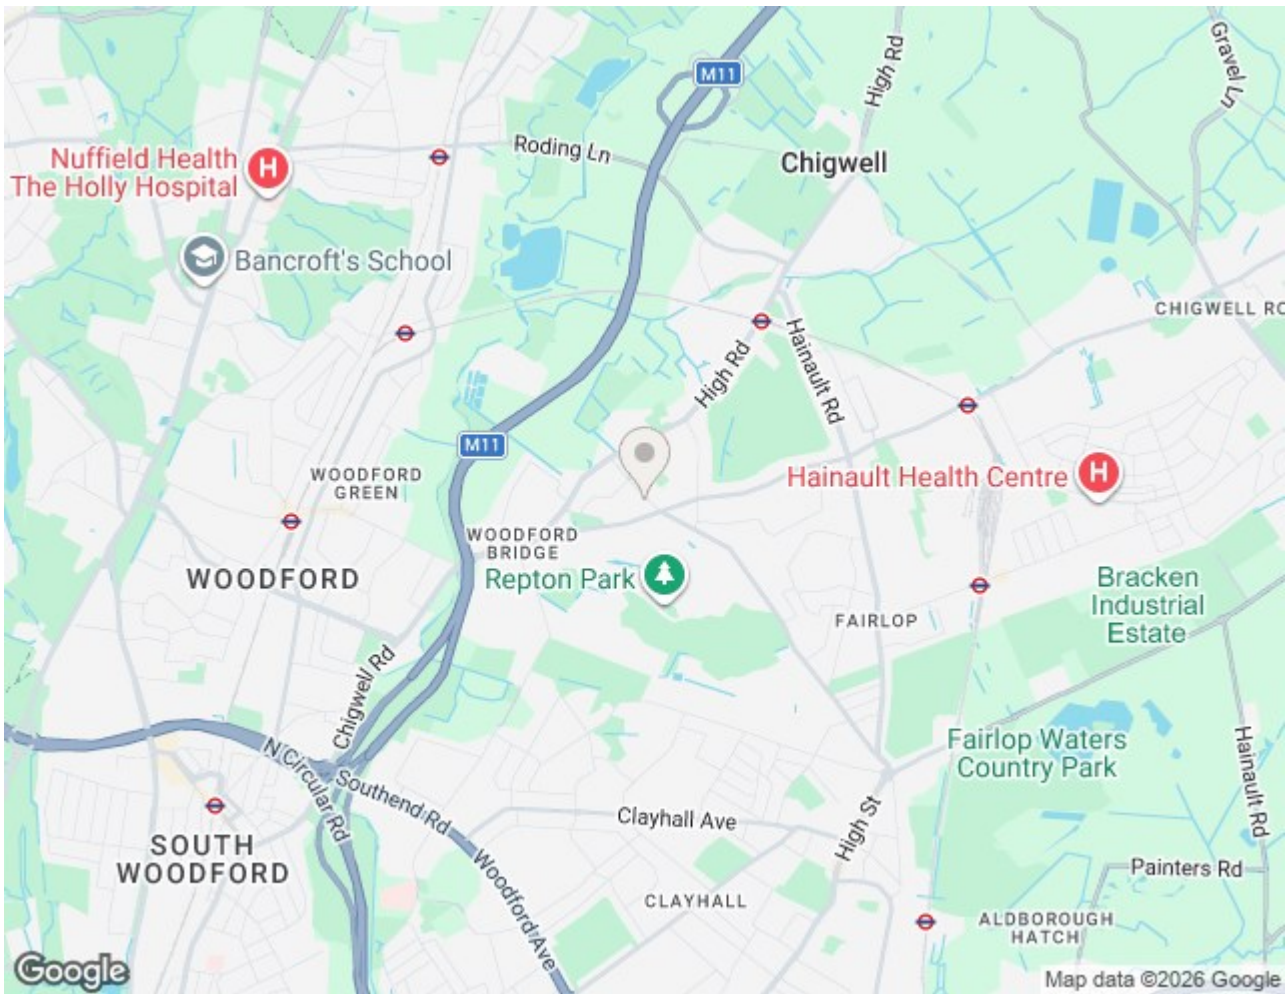 M11
High Rd
Gravel Ln
Roding Ln
Chigwell
Nuffield Health
The Holly Hospital
H
Bancroft's School
CHIGWELL RO
High Rd
Hainault Rd
M11
WOODFORD
GREEN
Hainault Health Centre
H
WOODFORD
BRIDGE
WOODFORD
Repton Park
Bracken
Industrial
Estate
FAIRLOP
Chigwell Rd
N Circular Rd
Southend Rd
Fairlop Waters
Country Park
Hainault Rd
Clayhall Ave
High St
SOUTH
WOODFORD
Woodford Ave
Painters Rd
CLAYHALL
ALDBOROUGH
HATCH
Google
Map data ©2026 Google